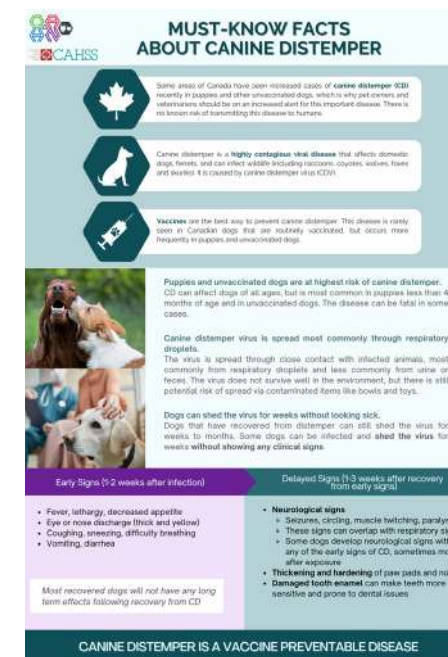 MUST-KNOW FACTS
ABOUT CANINE DISTEMPER
CAHSS
Some areas of Canada have seen increased cases of canine distemper (CD)
recently in puppies and other unvaccinated dogs, which is why pet owners and
veterinarians should be on an increased alert for this important disease. There is
no known risk of transmitting this disease to humans.
Canine distemper is a highly contagious viral disease that affects domestic
dogs, ferrets, and can infect wildlife (including raccoons, coyotes, wolves, foxes
and skunks). It is caused by canine distemper virus (CDV).
Vaccines are the best way to prevent canine distemper. This disease is rarely
seen in Canadian dogs that are routinely vaccinated, but occurs more
frequently in puppies and unvaccinated dogs.
Puppies and unvaccinated dogs are at highest risk of canine distemper.
CD can affect dogs of all ages, but is most common in puppies less than 4
months of age and in unvaccinated dogs. The disease can be fatal in some
cases.
Canine distemper virus is spread most commonly through respiratory
droplets.
The virus is spread through close contact with infected animals, most
commonly from respiratory droplets and less commonly from urine or
feces. The virus does not survive well in the environment, but there is still
potential risk of spread via contaminated items like bowls and toys.
Dogs can shed the virus for weeks without looking sick.
Dogs that have recovered from distemper can still shed the virus for
weeks to months. Some dogs can be infected and shed the virus for
weeks without showing any clinical signs.
Early Signs (1-2 weeks after infection)
• Fever, lethargy, decreased appetite
• Eye or nose discharge (thick and yellow)
• Coughing, sneezing, difficulty breathing
• Vomiting, diarrhea
Most recovered dogs will not have any long
term effects following recovery from CD
Delayed Signs (1-3 weeks after recovery
from early signs)
• Neurological signs
Seizures, circling, muscle twitching, paralys
These signs can overlap with respiratory sig
Some dogs develop neurological signs with
any of the early signs of CD, sometimes mo
after exposure
• Thickening and hardening of paw pads and no
• Damaged tooth enamel can make teeth more
sensitive and prone to dental issues
CANINE DISTEMPER IS A VACCINE PREVENTABLE DISEASE